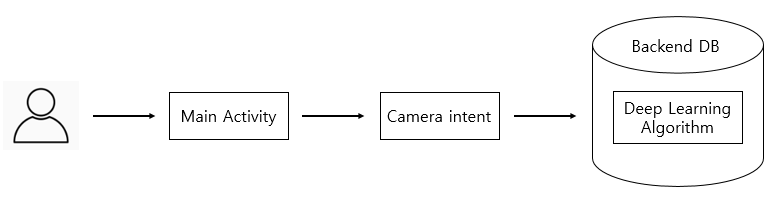 Main Activity
Camera intent
Backend DB
Deep Learning
Algorithm